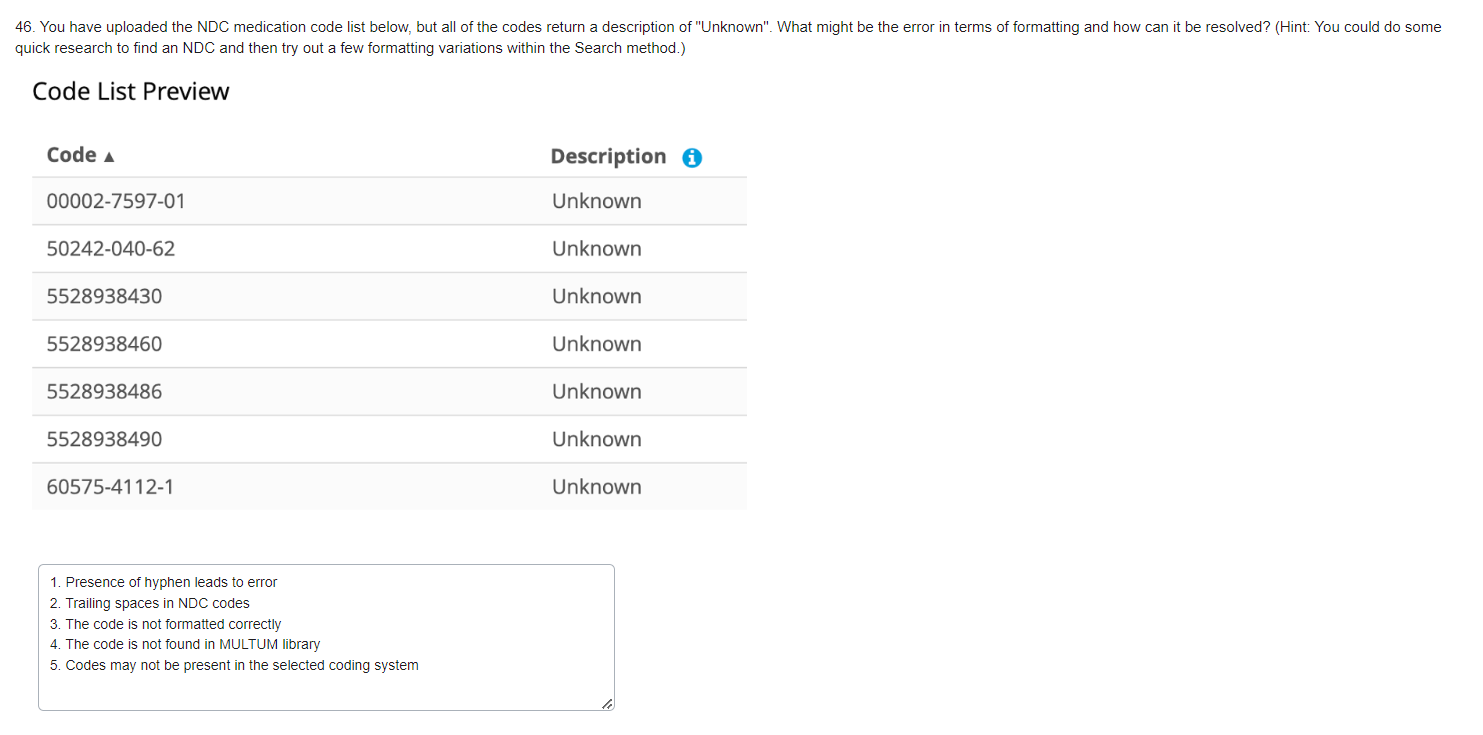 46. You have uploaded the NDC medication code list below, but all of the codes return a description of "Unknown". What might be the error in terms of formatting and how can it be resolved? (Hint: You could do some
quick research to find an NDC and then try out a few formatting variations within the Search method.)
Code List Preview
Code ▲ Description
00002-7597-01 Unknown
50242-040-62 Unknown
5528938430 Unknown
5528938460 Unknown
5528938486 Unknown
5528938490 Unknown
60575-4112-1 Unknown
1. Presence of hyphen leads to error
2. Trailing spaces in NDC codes
3. The code is not formatted correctly
4. The code is not found in MULTUM library
5. Codes may not be present in the selected coding system